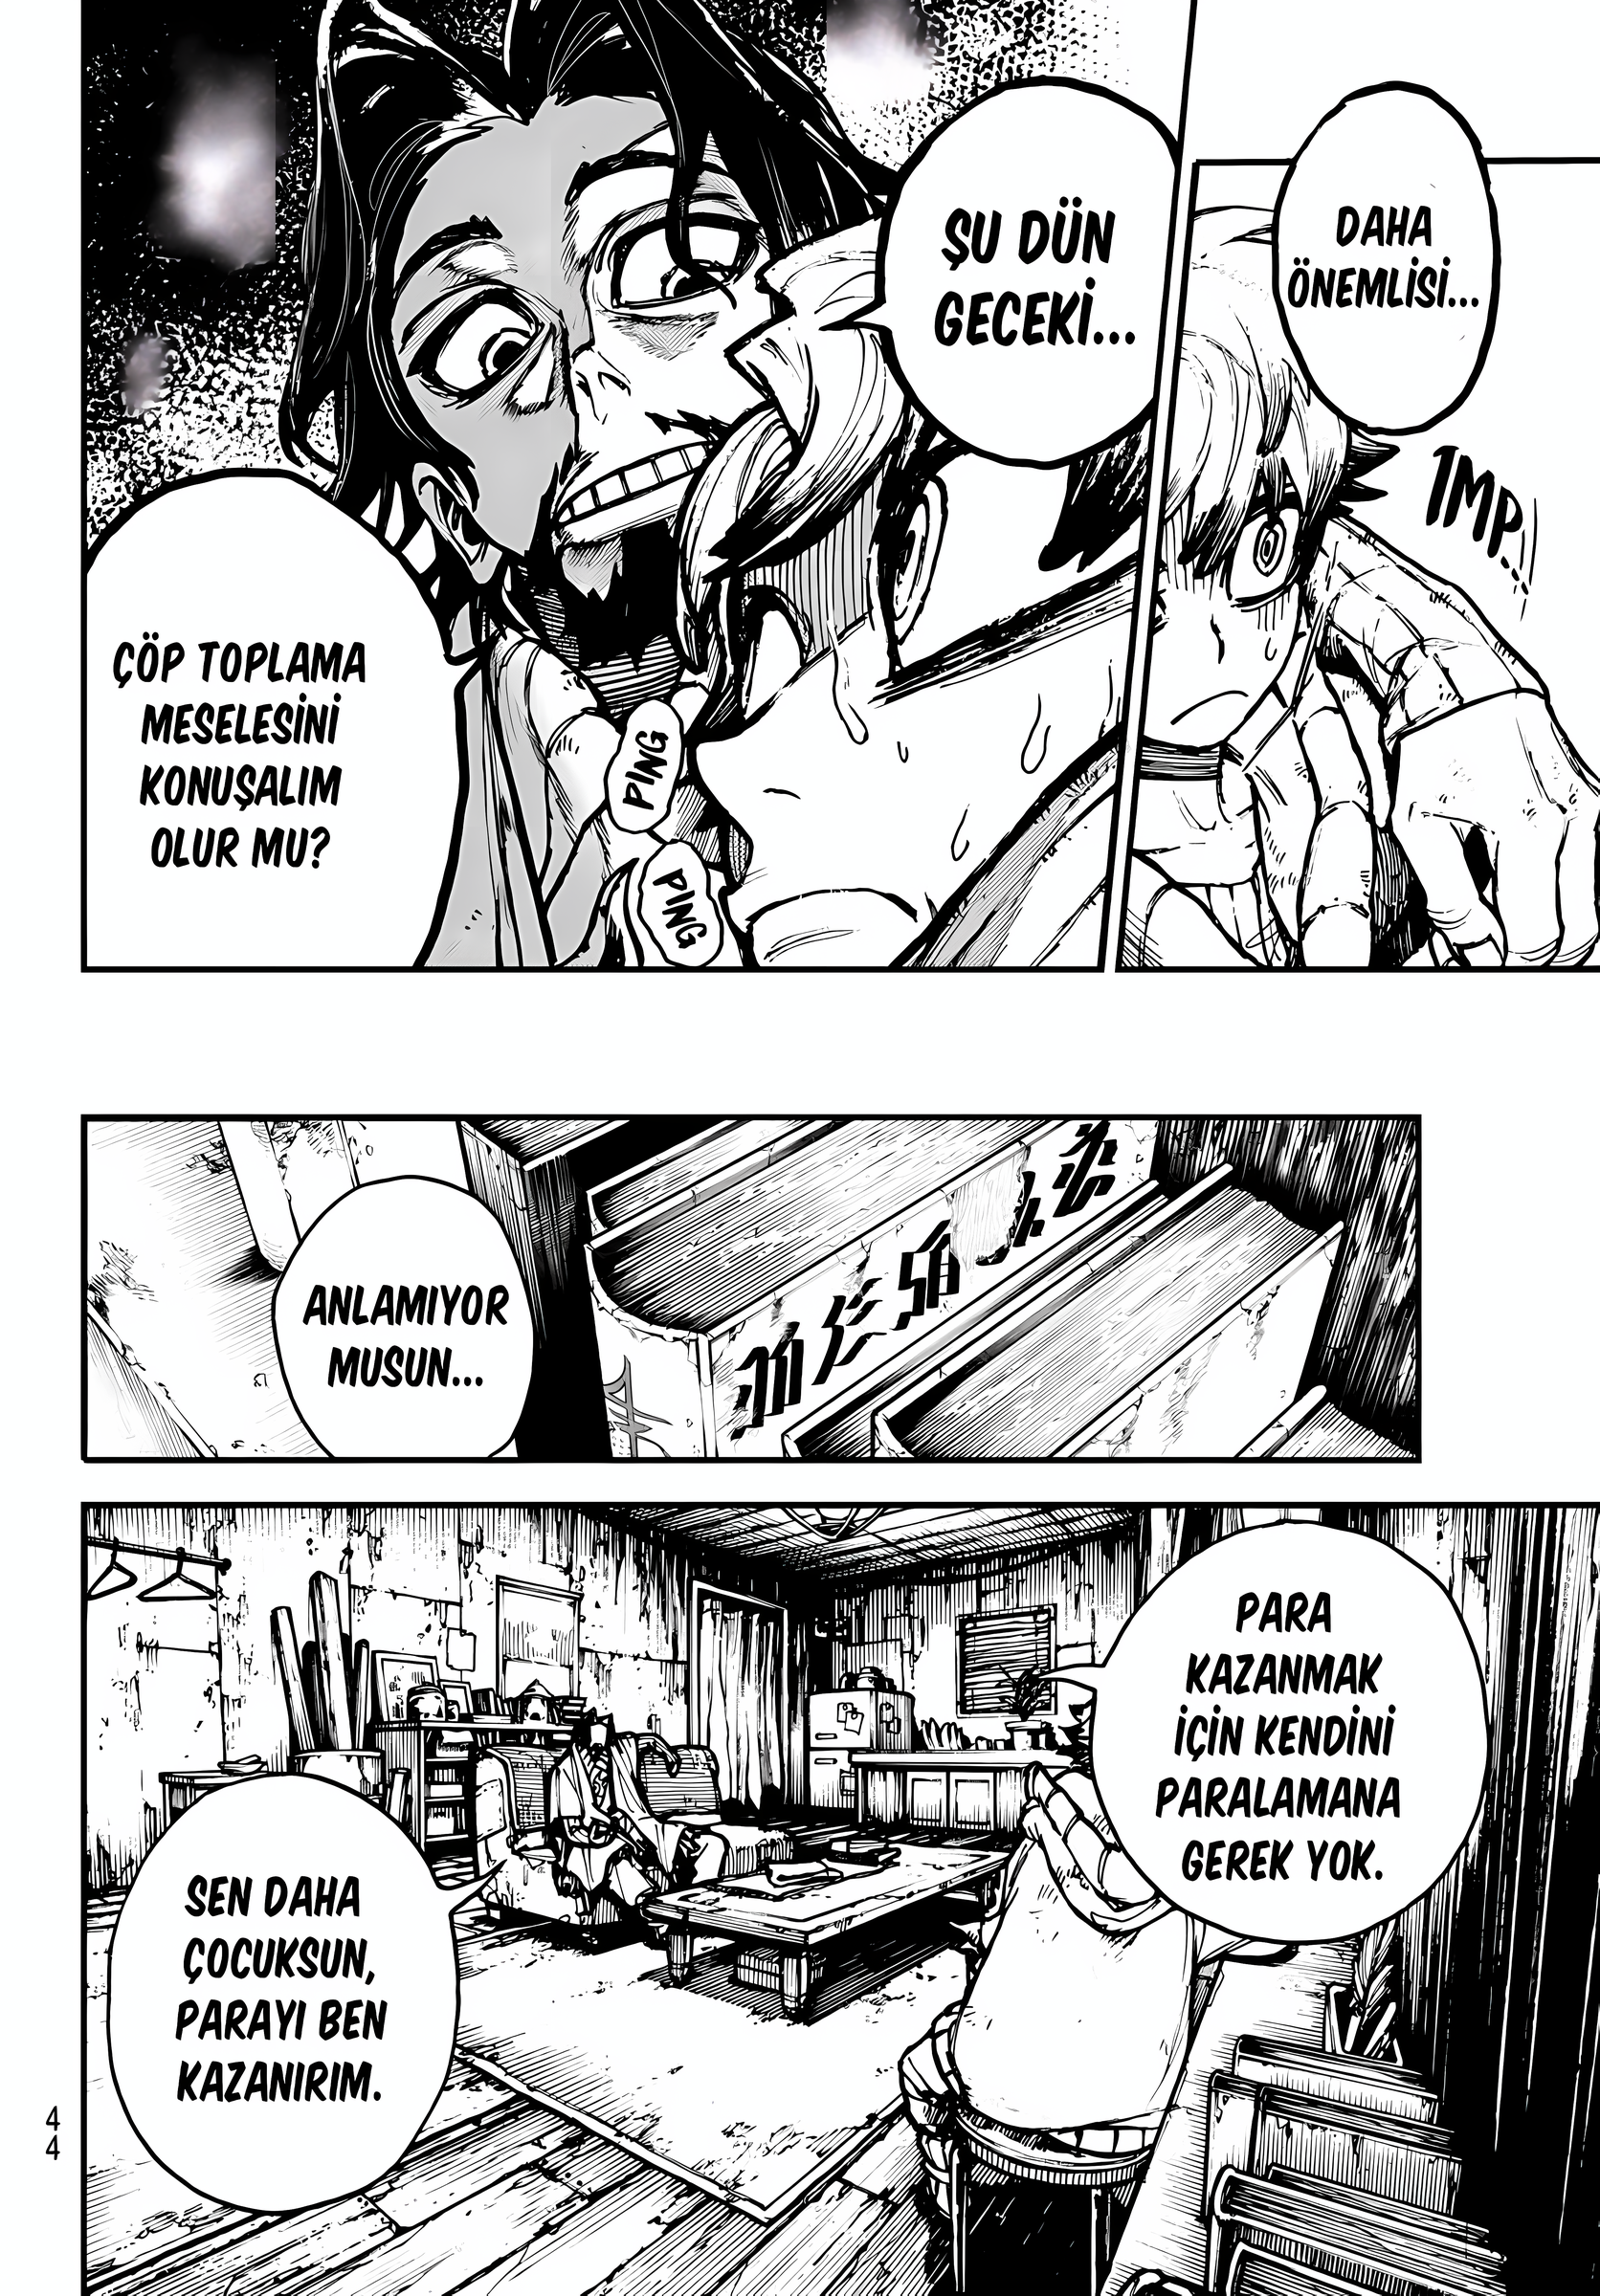 DAHA
ÖNEMLİSİ...
TMP...
ŞU DÜN
GECEKİ...
PING
PING
ÇÖP TOPLAMA
MESELESİNİ
KONUŞALIM
OLUR MU?
ANLAMIYOR
MUSUN...
PARA
KAZANMAK
İÇİN KENDİNİ
PARALAMANA
GEREK YOK.
SEN DAHA
ÇOCUKSUN,
PARAYI BEN
KAZANIRIM.
44